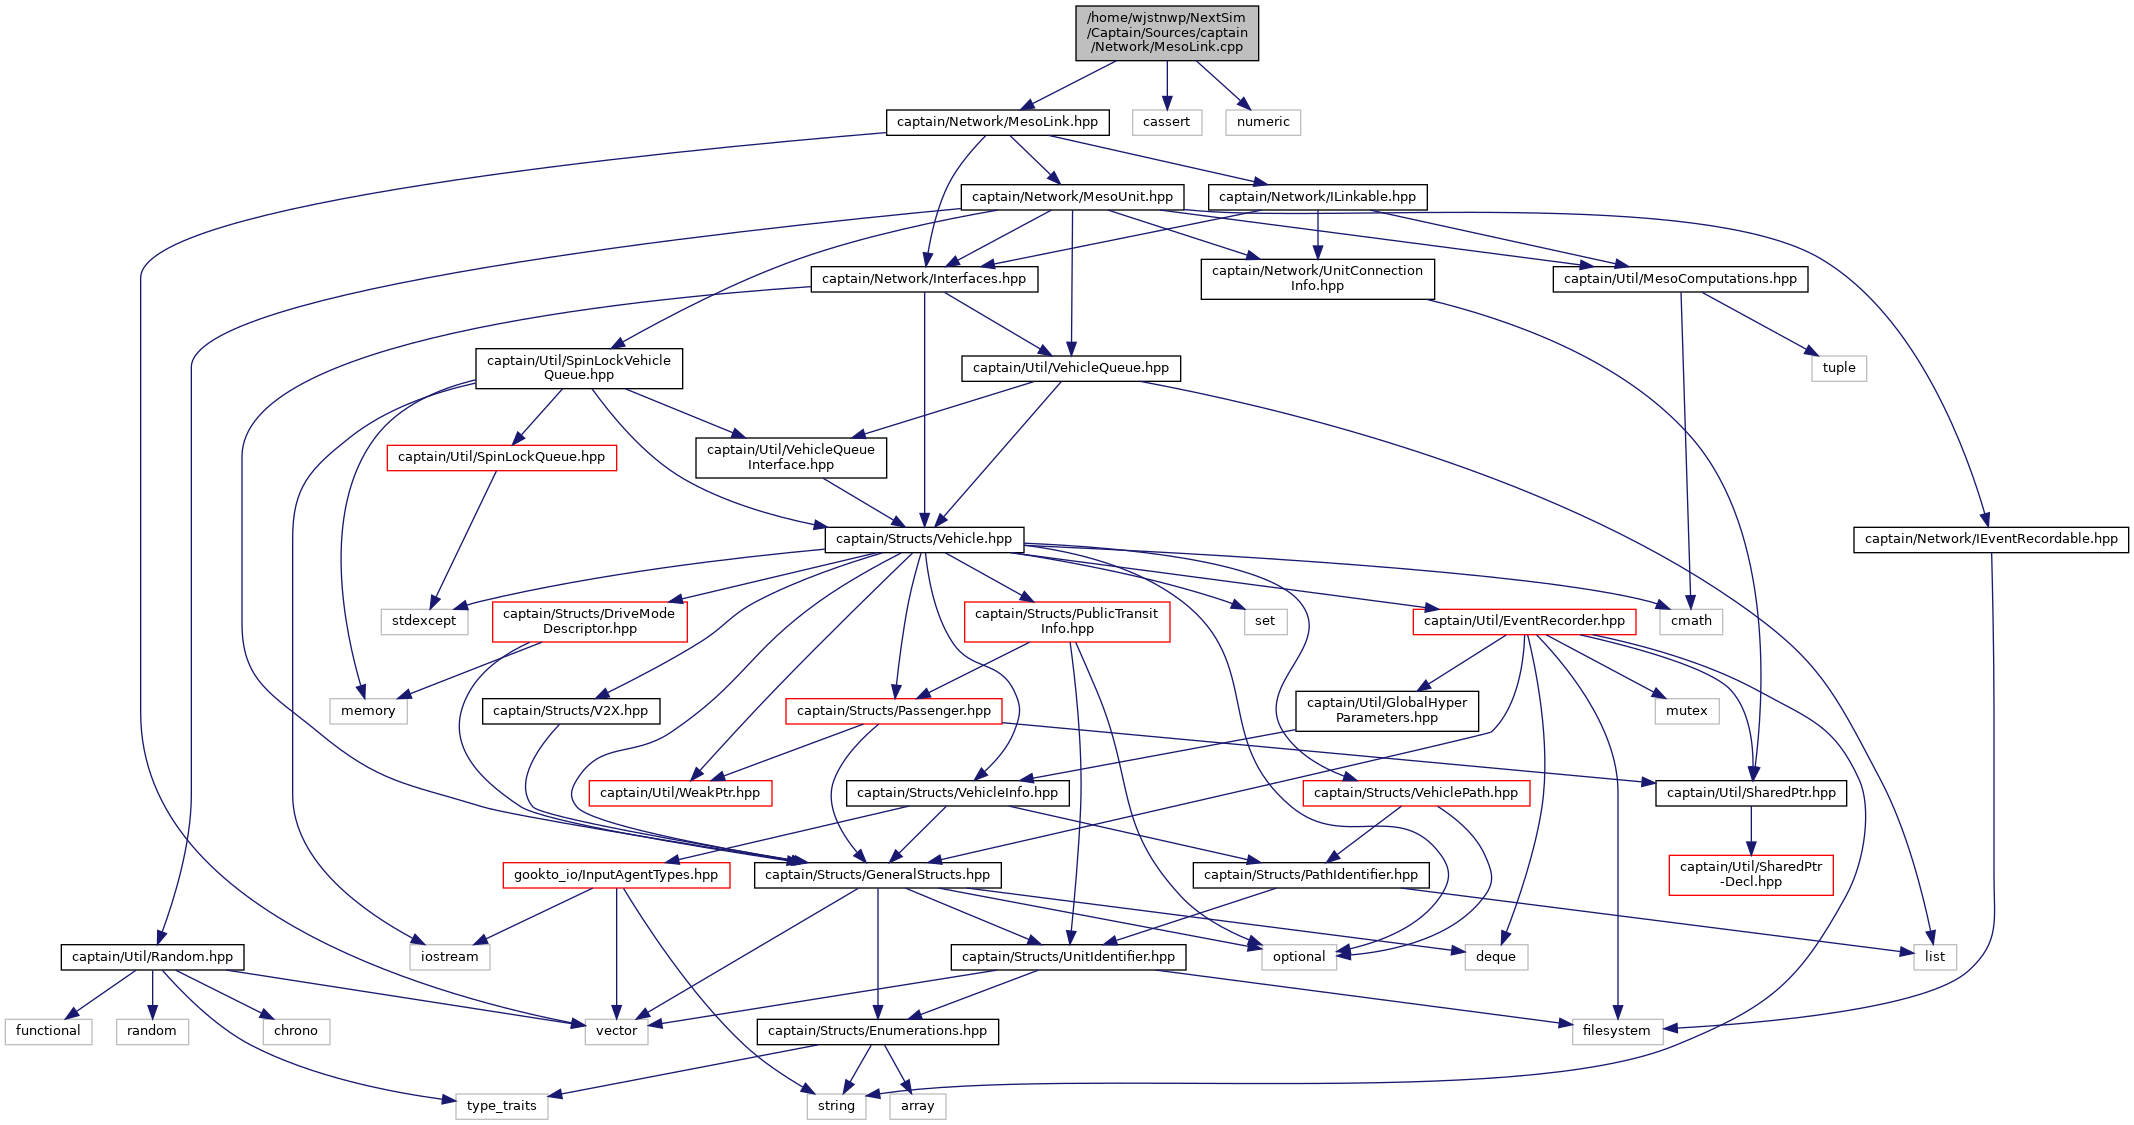 /home/wjstnwp/NextSim
/Captain/Sources/captain
/Network/MesoLink.cpp
captain/Network/MesoLink.hpp
cassert
numeric
captain/Network/MesoUnit.hpp
captain/Network/ILinkable.hpp
captain/Network/Interfaces.hpp
captain/Network/UnitConnection
Info.hpp
captain/Util/MesoComputations.hpp
captain/Util/SpinLockVehicle
Queue.hpp
captain/Util/VehicleQueue.hpp
tuple
captain/Util/SpinLockQueue.hpp
captain/Util/VehicleQueue
Interface.hpp
captain/Structs/Vehicle.hpp
captain/Network/IEventRecordable.hpp
stdexcept
captain/Structs/DriveMode
Descriptor.hpp
captain/Structs/PublicTransit
Info.hpp
set
captain/Util/EventRecorder.hpp
cmath
memory
captain/Structs/V2X.hpp
captain/Structs/Passenger.hpp
captain/Util/GlobalHyper
Parameters.hpp
mutex
captain/Util/WeakPtr.hpp
captain/Structs/VehicleInfo.hpp
captain/Structs/VehiclePath.hpp
captain/Util/SharedPtr.hpp
gookto_io/InputAgentTypes.hpp
captain/Structs/GeneralStructs.hpp
captain/Structs/PathIdentifier.hpp
captain/Util/SharedPtr
-Decl.hpp
captain/Util/Random.hpp
iostream
captain/Structs/UnitIdentifier.hpp
optional
deque
list
functional
random
chrono
vector
captain/Structs/Enumerations.hpp
filesystem
type_traits
string
array